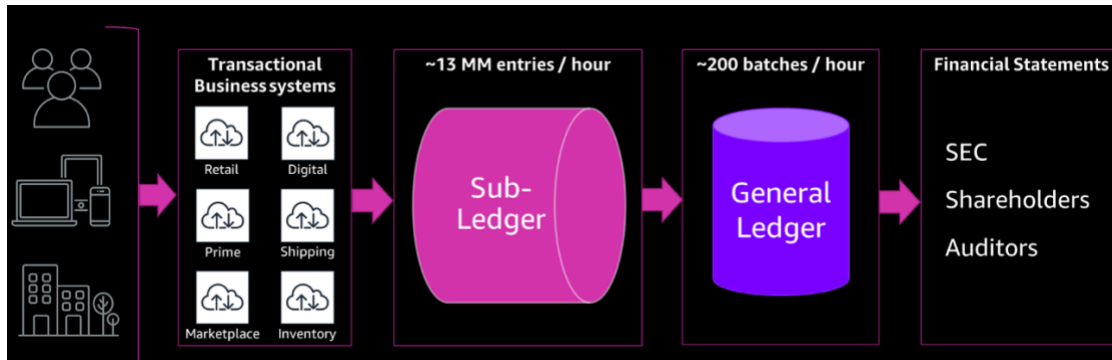 Transactional
Business systems
Retail
Digital
Prime
Shipping
Marketplace
Inventory
~13 MM entries / hour
Sub-
Ledger
~200 batches / hour
General
Ledger
Financial Statements
SEC
Shareholders
Auditors